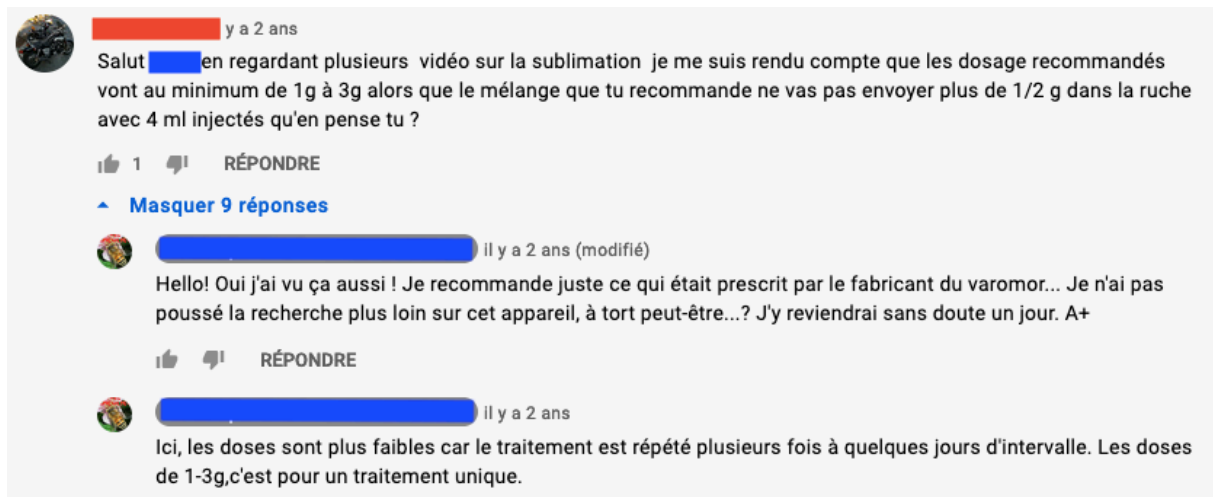 y a 2 ans
Salut en regardant plusieurs vidéo sur la sublimation je me suis rendu compte que les dosage recommandés
vont au minimum de 1g à 3g alors que le mélange que tu recommande ne vas pas envoyer plus de 1/2 g dans la ruche
avec 4 ml injectés qu'en pense tu ?
1 RÉPONDRE
Masquer 9 réponses
il y a 2 ans (modifié)
Hello! Oui j'ai vu ça aussi ! Je recommande juste ce qui était prescrit par le fabricant du varomor... Je n'ai pas
poussé la recherche plus loin sur cet appareil, à tort peut-être...? J'y reviendrai sans doute un jour. A+
RÉPONDRE
il y a 2 ans
Ici, les doses sont plus faibles car le traitement est répété plusieurs fois à quelques jours d'intervalle. Les doses
de 1-3g,c'est pour un traitement unique.